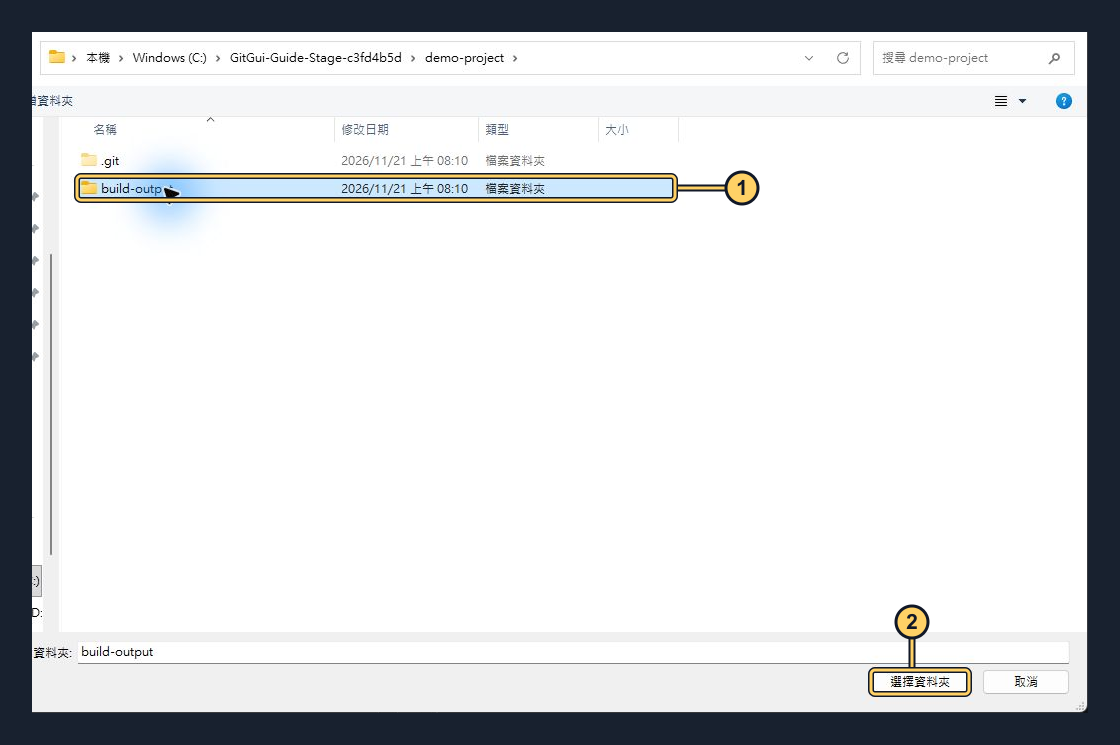 本機 > Windows (C:) > GitGui-Guide-Stage-c3fd4b5d > demo-project >
搜尋 demo-project
資料夾
名稱 修改日期 類型 大小
.git 2026/11/21 上午 08:10 檔案資料夾
build-outp 2026/11/21 上午 08:10 檔案資料夾
1
:)
D:
2
資料夾: build-output
選擇資料夾 取消